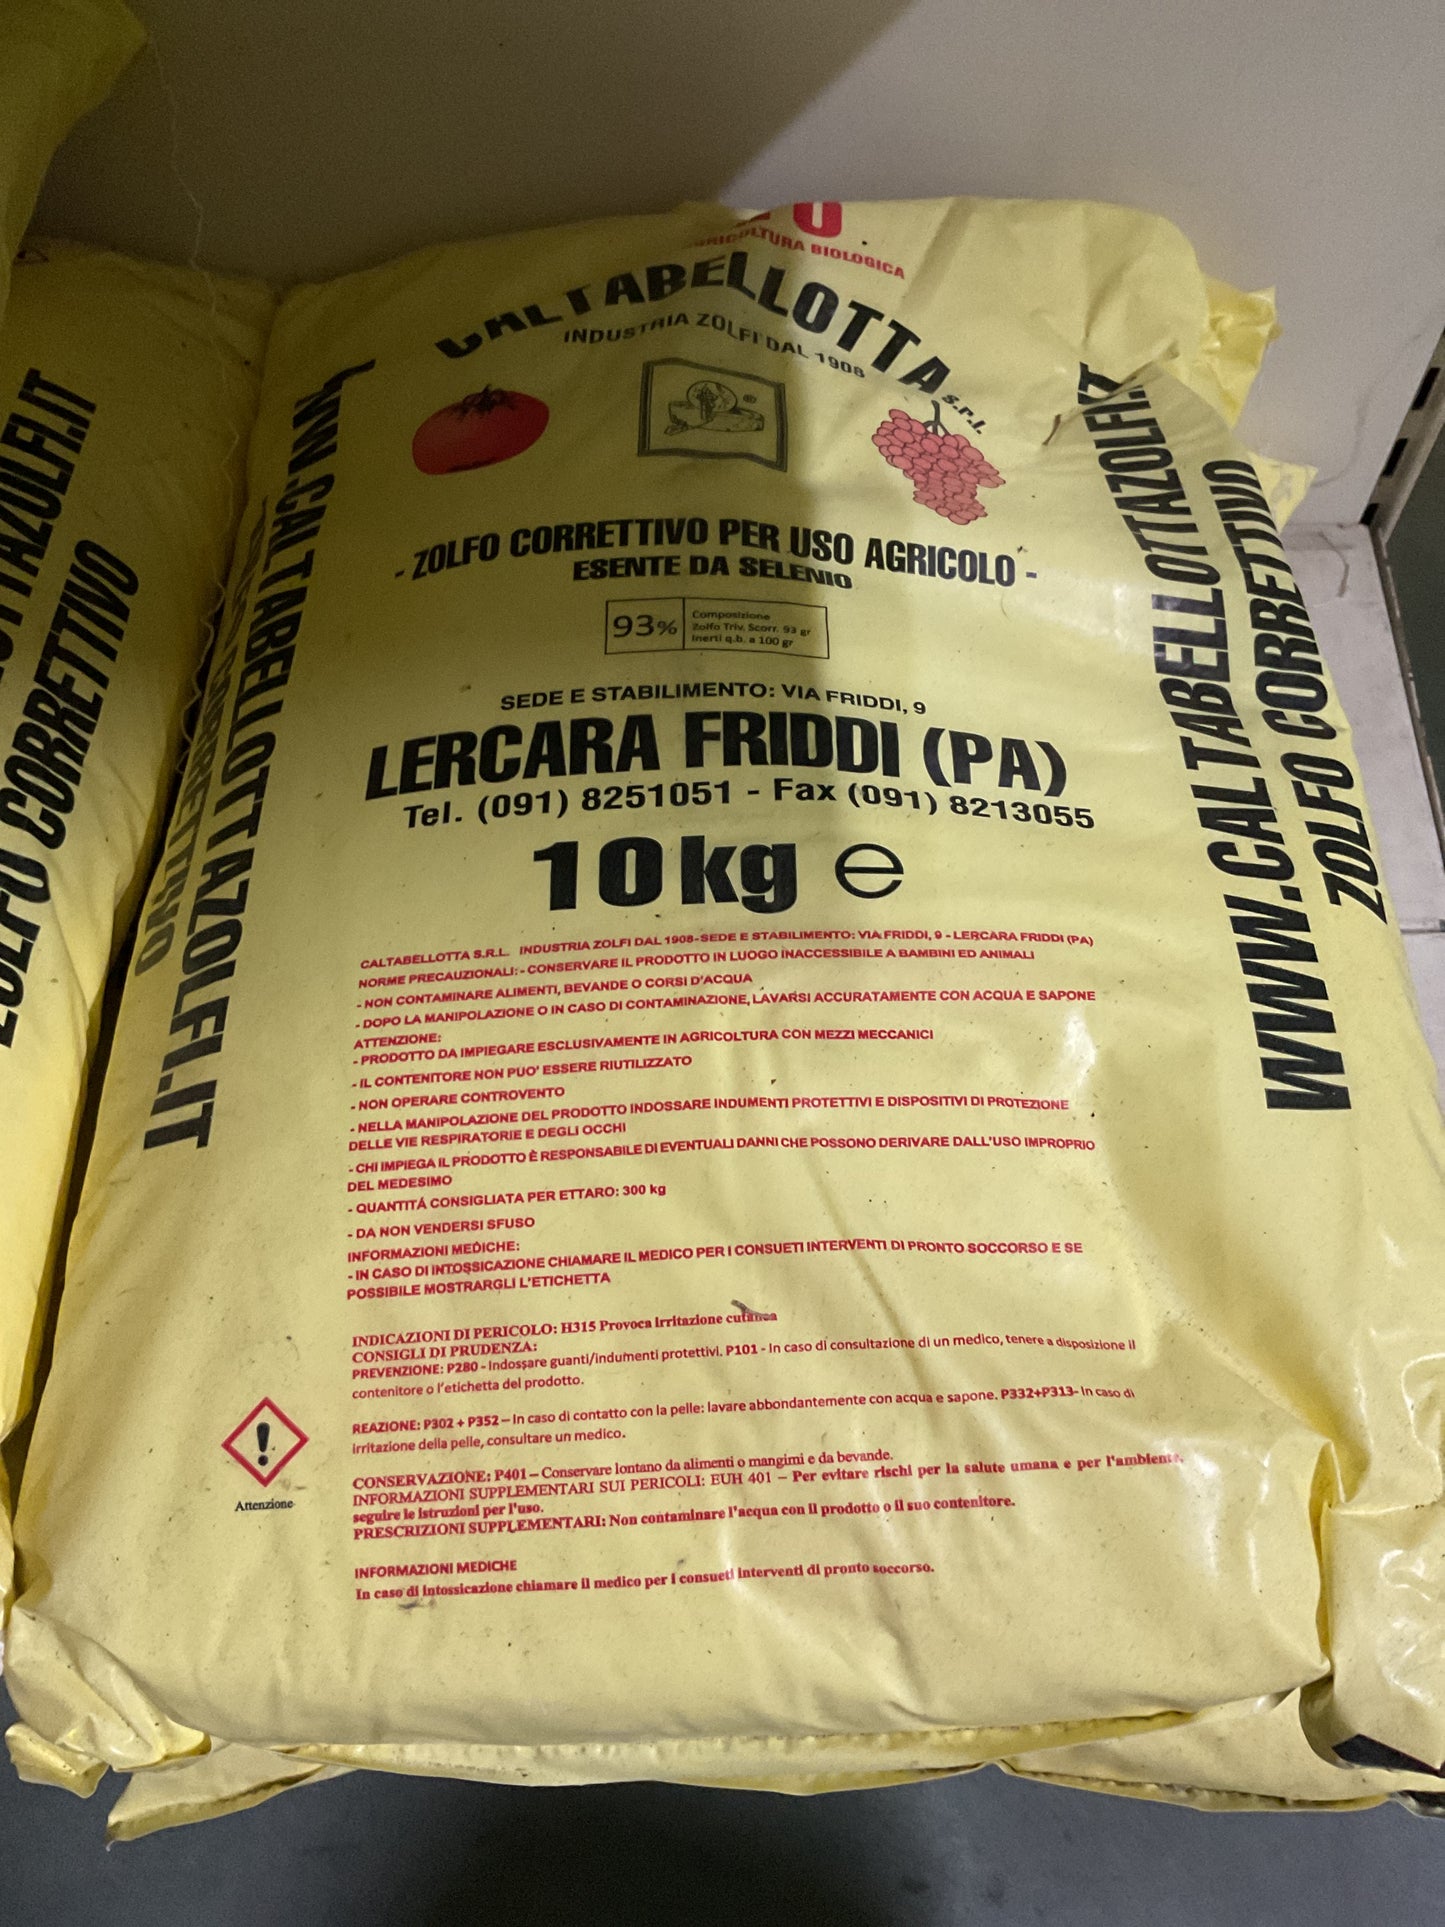 AGRICOLTURA BIOLOGICA
CALTABELLOTTA s.r.l.
INDUSTRIA ZOLFI DAL 1908
®
- ZOLFO CORRETTIVO PER USO AGRICOLO -
ESENTE DA SELENIO
93%
Composizione
Zolfo Triv. Scorr. 93 gr
Inerti q.b. a 100 gr
SEDE E STABILIMENTO: VIA FRIDDI, 9
LERCARA FRIDDI (PA)
Tel. (091) 8251051 - Fax (091) 8213055
10 kg ℮
CALTABELLOTTA S.R.L. INDUSTRIA ZOLFI DAL 1908-SEDE E STABILIMENTO: VIA FRIDDI, 9 - LERCARA FRIDDI (PA)
NORME PRECAUZIONALI: - CONSERVARE IL PRODOTTO IN LUOGO INACCESSIBILE A BAMBINI ED ANIMALI
- NON CONTAMINARE ALIMENTI, BEVANDE O CORSI D'ACQUA
- DOPO LA MANIPOLAZIONE O IN CASO DI CONTAMINAZIONE, LAVARSI ACCURATAMENTE CON ACQUA E SAPONE
ATTENZIONE:
- PRODOTTO DA IMPIEGARE ESCLUSIVAMENTE IN AGRICOLTURA CON MEZZI MECCANICI
- IL CONTENITORE NON PUO' ESSERE RIUTILIZZATO
- NON OPERARE CONTROVENTO
- NELLA MANIPOLAZIONE DEL PRODOTTO INDOSSARE INDUMENTI PROTETTIVI E DISPOSITIVI DI PROTEZIONE
DELLE VIE RESPIRATORIE E DEGLI OCCHI
- CHI IMPIEGA IL PRODOTTO È RESPONSABILE DI EVENTUALI DANNI CHE POSSONO DERIVARE DALL'USO IMPROPRIO
DEL MEDESIMO
- QUANTITÁ CONSIGLIATA PER ETTARO: 300 kg
- DA NON VENDERSI SFUSO
INFORMAZIONI MEDICHE:
- IN CASO DI INTOSSICAZIONE CHIAMARE IL MEDICO PER I CONSUETI INTERVENTI DI PRONTO SOCCORSO E SE
POSSIBILE MOSTRARGLI L'ETICHETTA
INDICAZIONI DI PERICOLO: H315 Provoca irritazione cutanea
CONSIGLI DI PRUDENZA:
PREVENZIONE: P280 - Indossare guanti/indumenti protettivi. P101 - In caso di consultazione di un medico, tenere a disposizione il
contenitore o l'etichetta del prodotto.
REAZIONE: P302 + P352 – In caso di contatto con la pelle: lavare abbondantemente con acqua e sapone. P332+P313- In caso di
irritazione della pelle, consultare un medico.
CONSERVAZIONE: P401 – Conservare lontano da alimenti o mangimi e da bevande.
INFORMAZIONI SUPPLEMENTARI SUI PERICOLI: EUH 401 – Per evitare rischi per la salute umana e per l'ambiente,
seguire le istruzioni per l'uso.
PRESCRIZIONI SUPPLEMENTARI: Non contaminare l'acqua con il prodotto o il suo contenitore.
INFORMAZIONI MEDICHE
In caso di intossicazione chiamare il medico per i consueti interventi di pronto soccorso.
!
Attenzione
WWW.CALTABELLOTTAZOLFI.IT
ZOLFO CORRETTIVO
WWW.CALTABELLOTTAZOLFI.IT
ZOLFO CORRETTIVO
ZOLFO CORRETTIVO